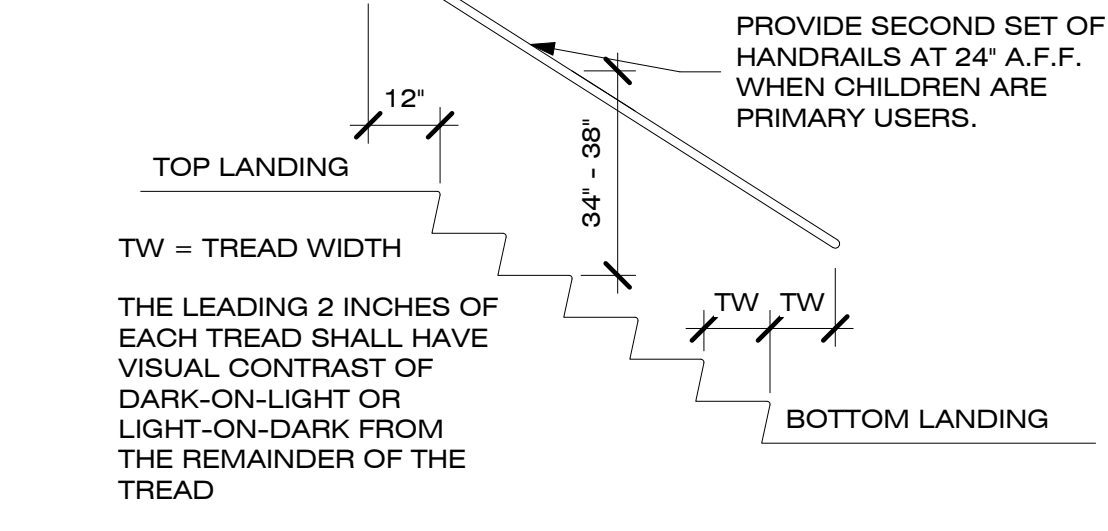 PROVIDE SECOND SET OF
HANDRAILS AT 24" A.F.F.
WHEN CHILDREN ARE
PRIMARY USERS.
12"
34" - 38"
TOP LANDING
TW = TREAD WIDTH
THE LEADING 2 INCHES OF
EACH TREAD SHALL HAVE
VISUAL CONTRAST OF
DARK-ON-LIGHT OR
LIGHT-ON-DARK FROM
THE REMAINDER OF THE
TREAD
TW TW
BOTTOM LANDING